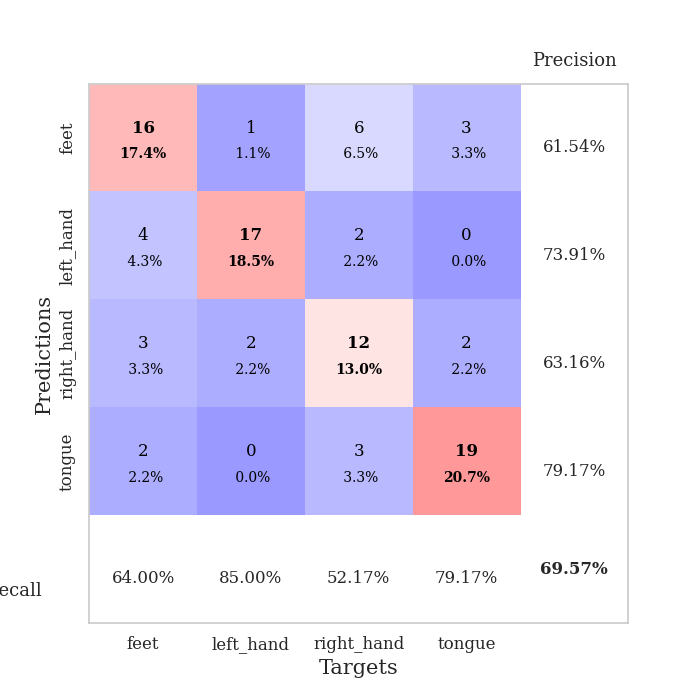 Precision
feet
16 1 6 3
17.4% 1.1% 6.5% 3.3%
61.54%
left_hand
4 17 2 0
4.3% 18.5% 2.2% 0.0%
73.91%
Predictions
right_hand
3 2 12 2
3.3% 2.2% 13.0% 2.2%
63.16%
tongue
2 0 3 19
2.2% 0.0% 3.3% 20.7%
79.17%
ecall
64.00% 85.00% 52.17% 79.17% 69.57%
feet left_hand right_hand tongue
Targets